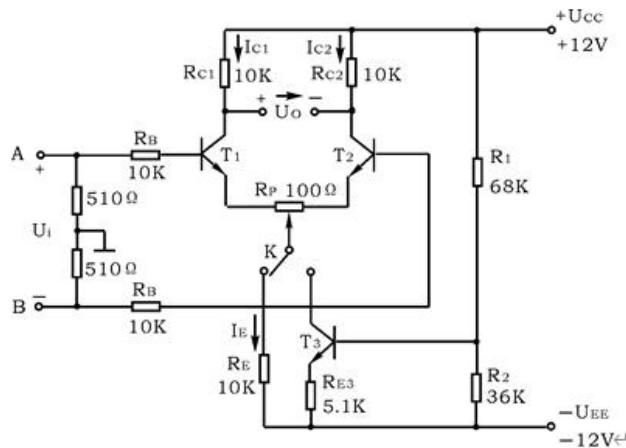 +UCC
+12V
IC1
IC2
RC1
10K
RC2
10K
+
−
UO
A
+
RB
10K
T1
T2
R1
68K
510Ω
RP 100Ω
Ui
K
510Ω
B
−
RB
10K
IE
T3
RE
10K
RE3
5.1K
R2
36K
−UEE
−12V↵